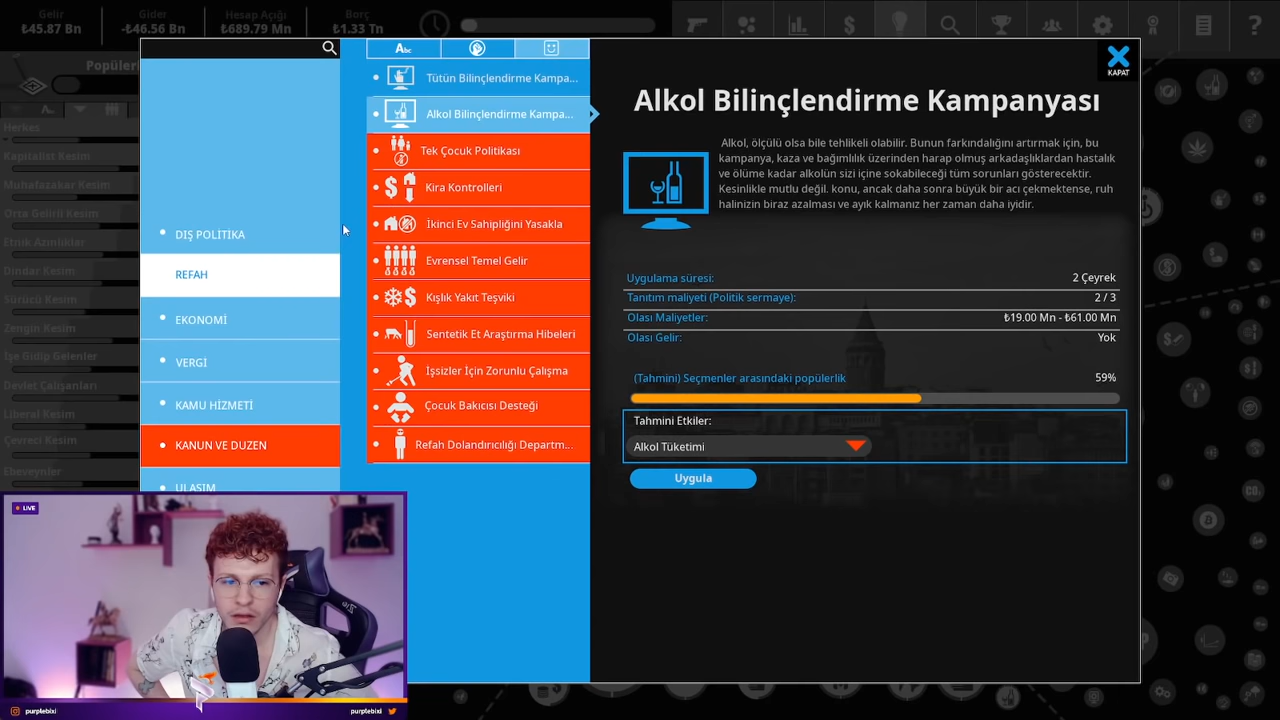 Gelir
Gider
Hesap Açığı
Borç
₺45.87 Bn
-₺46.56 Bn
₺689.79 Mn
₺1.33 Tn
?
Popüleri
Herkes
Kapitalist Kesim
Muhafazakar Kesim
Orta Gelirli Kesim
Etnik Azınlıklar
Dindar Kesim
Sürücü Kesim
Zengin Kesim
İşe Gidip Gelenler
Devlet Çalışanları
Liberal Kesim
Çevreci Kesim
Ebeveynler
DIŞ POLİTİKA
REFAH
EKONOMİ
VERGİ
KAMU HİZMETİ
KANUN VE DUZEN
ULAŞIM
Abc
Tütün Bilinçlendirme Kampa...
Alkol Bilinçlendirme Kampa...
Tek Çocuk Politikası
Kira Kontrolleri
İkinci Ev Sahipliğini Yasakla
Evrensel Temel Gelir
Kışlık Yakıt Teşviki
Sentetik Et Araştırma Hibeleri
İşsizler İçin Zorunlu Çalışma
Çocuk Bakıcısı Desteği
Refah Dolandırıcılığı Departm...
KAPAT
Alkol Bilinçlendirme Kampanyası
Alkol, ölçülü olsa bile tehlikeli olabilir. Bunun farkındalığını artırmak için, bu
kampanya, kaza ve bağımlılık üzerinden harap olmuş arkadaşlıklardan hastalık
ve ölüme kadar alkolün sizi içine sokabileceği tüm sorunları gösterecektir.
Kesinlikle mutlu değil. konu, ancak daha sonra büyük bir acı çekmektense, ruh
halinizin biraz azalması ve ayık kalmanız her zaman daha iyidir.
Uygulama süresi:
2 Çeyrek
Tanıtım maliyeti (Politik sermaye):
2 / 3
Olası Maliyetler:
₺19.00 Mn - ₺61.00 Mn
Olası Gelir:
Yok
(Tahmini) Seçmenler arasındaki popülerlik
59%
Tahmini Etkiler:
Alkol Tüketimi
Uygula
LIVE
purplebixi
purplebixi